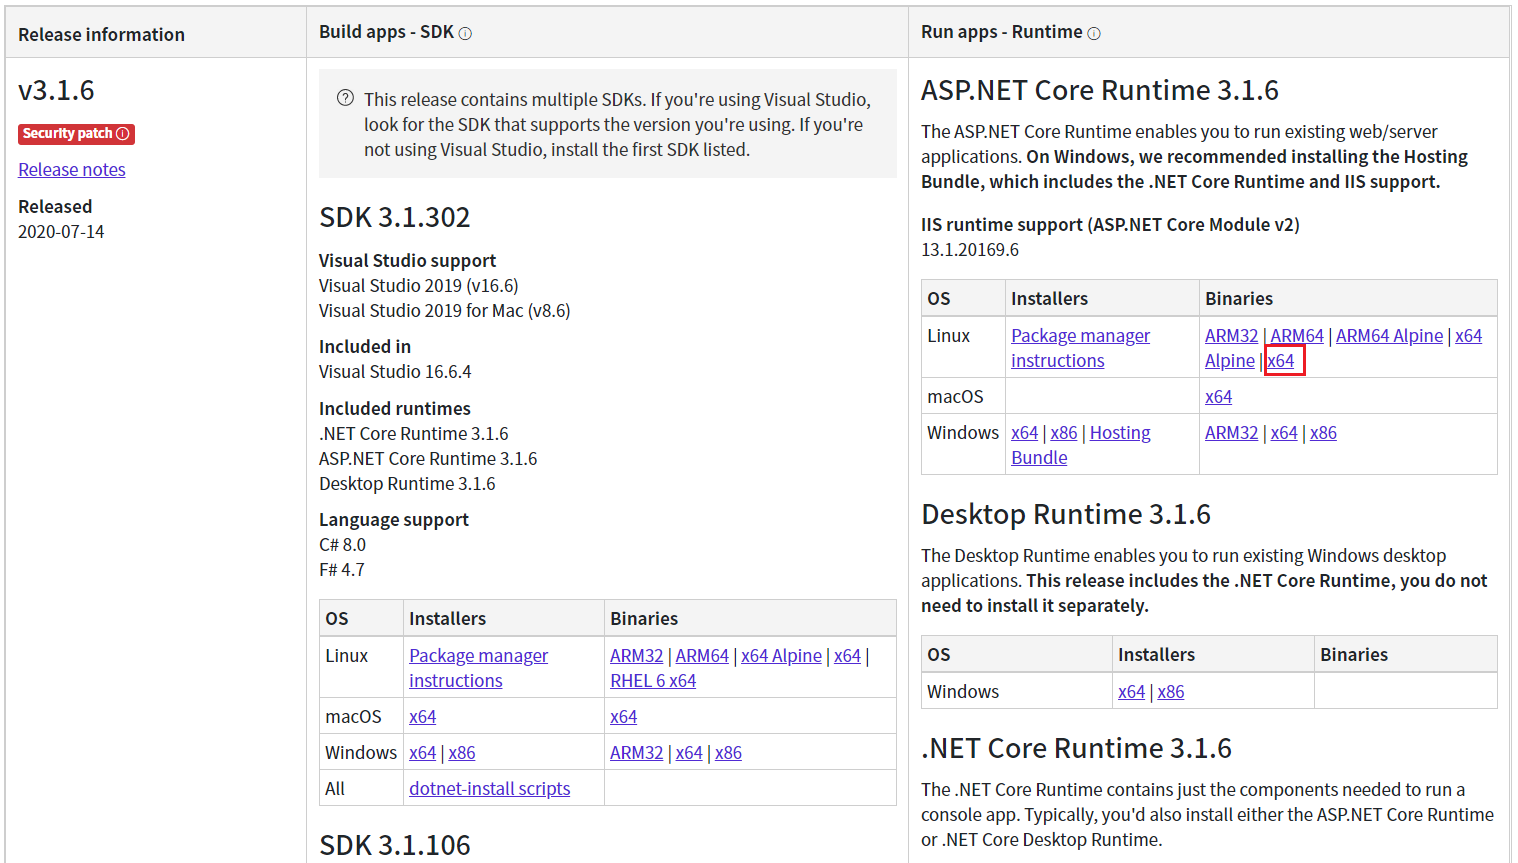 Release information
v3.1.6
Security patch
Release notes
Released
2020-07-14
Build apps - SDK
This release contains multiple SDKs. If you're using Visual Studio,
look for the SDK that supports the version you're using. If you're
not using Visual Studio, install the first SDK listed.
SDK 3.1.302
Visual Studio support
Visual Studio 2019 (v16.6)
Visual Studio 2019 for Mac (v8.6)
Included in
Visual Studio 16.6.4
Included runtimes
.NET Core Runtime 3.1.6
ASP.NET Core Runtime 3.1.6
Desktop Runtime 3.1.6
Language support
C# 8.0
F# 4.7
OS Installers Binaries
Linux Package manager ARM32 | ARM64 | x64 Alpine | x64 |
instructions RHEL 6 x64
macOS x64 x64
Windows x64 | x86 ARM32 | x64 | x86
All dotnet-install scripts
SDK 3.1.106
Run apps - Runtime
ASP.NET Core Runtime 3.1.6
The ASP.NET Core Runtime enables you to run existing web/server
applications. On Windows, we recommended installing the Hosting
Bundle, which includes the .NET Core Runtime and IIS support.
IIS runtime support (ASP.NET Core Module v2)
13.1.20169.6
OS Installers Binaries
Linux Package manager ARM32 | ARM64 | ARM64 Alpine | x64
instructions Alpine | x64
macOS x64
Windows x64 | x86 | Hosting ARM32 | x64 | x86
Bundle
Desktop Runtime 3.1.6
The Desktop Runtime enables you to run existing Windows desktop
applications. This release includes the .NET Core Runtime, you do not
need to install it separately.
OS Installers Binaries
Windows x64 | x86
.NET Core Runtime 3.1.6
The .NET Core Runtime contains just the components needed to run a
console app. Typically, you'd also install either the ASP.NET Core Runtime
or .NET Core Desktop Runtime.